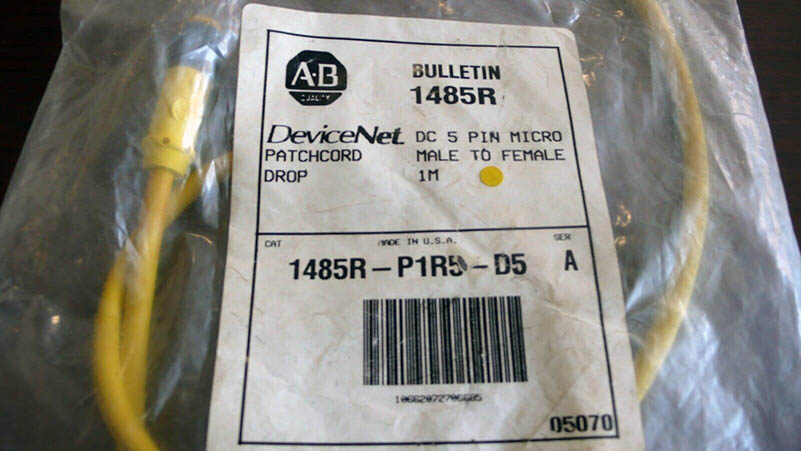 A·B
QUALITY
BULLETIN
1485R
DeviceNet DC 5 PIN MICRO
PATCHCORD MALE TO FEMALE
DROP 1M
CAT MADE IN U.S.A. SER
1485R-P1R5-D5 A
10662072706685
05070